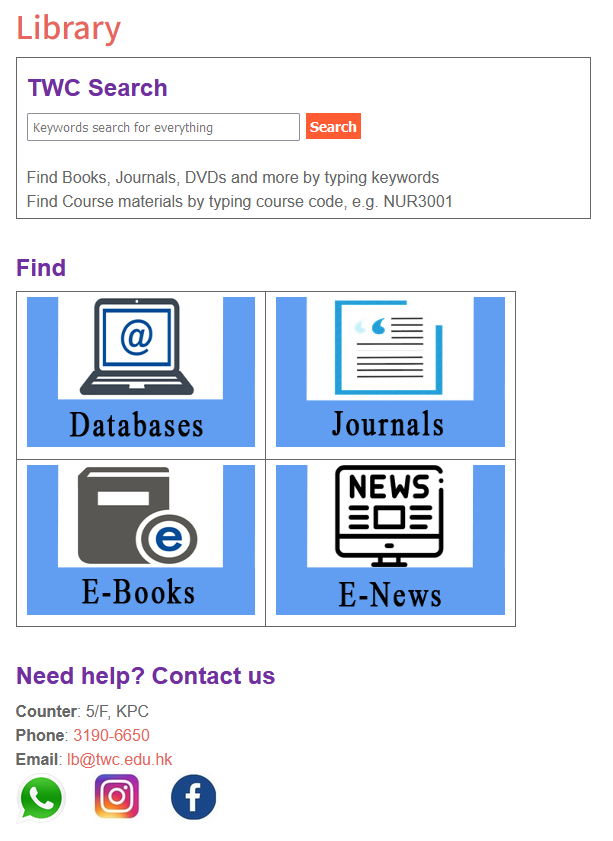 Library
TWC Search
Keywords search for everything
Search
Find Books, Journals, DVDs and more by typing keywords
Find Course materials by typing course code, e.g. NUR3001
Find
@
Databases
Journals
e
E-Books
NEWS
E-News
Need help? Contact us
Counter: 5/F, KPC
Phone: 3190-6650
Email: lb@twc.edu.hk